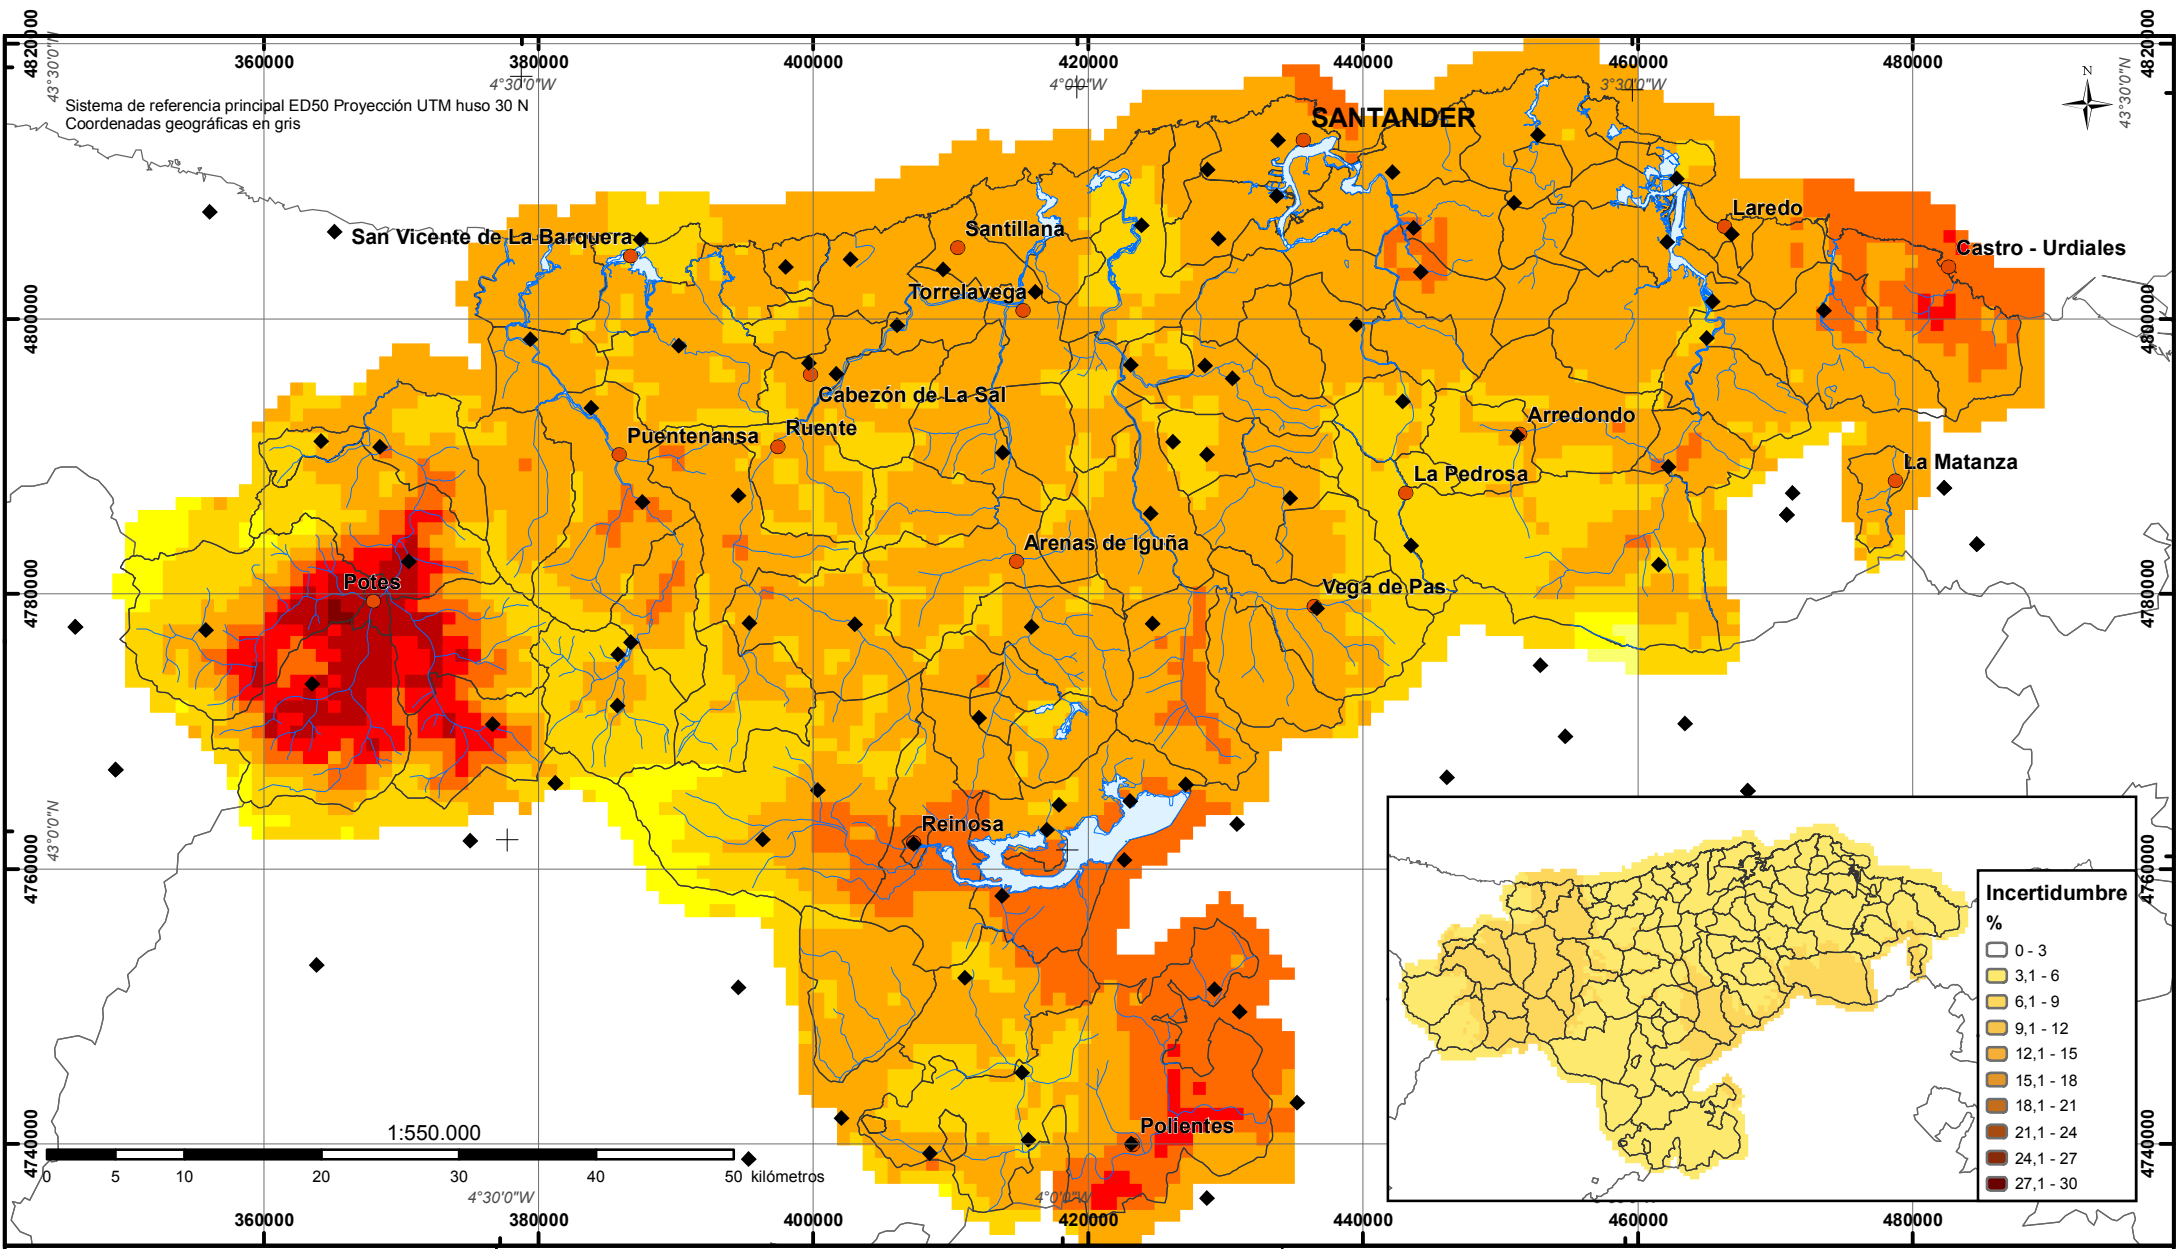 360000 380000 400000 420000 440000 460000 480000
4°30'0"W 4°0'0"W 3°30'0"W
4820000
43°30'0"N
4820000
43°30'0"N
N
Sistema de referencia principal ED50 Proyección UTM huso 30 N
Coordenadas geográficas en gris
SANTANDER
Laredo
Santillana
San Vicente de La Barquera
Castro - Urdiales
Torrelavega
4800000
4800000
Cabezón de La Sal
Arredondo
Ruente
Puentenansa
La Matanza
La Pedrosa
Arenas de Iguña
Potes
Vega de Pas
4780000
4780000
Reinosa
43°0'0"N
4760000
4760000
Incertidumbre
%
0 - 3
3,1 - 6
6,1 - 9
9,1 - 12
12,1 - 15
15,1 - 18
18,1 - 21
21,1 - 24
24,1 - 27
27,1 - 30
Polientes
4740000
4740000
1:550.000
0 5 10 20 30 40 50 kilómetros
4°30'0"W 4°0'0"W
360000 380000 400000 420000 440000 460000 480000